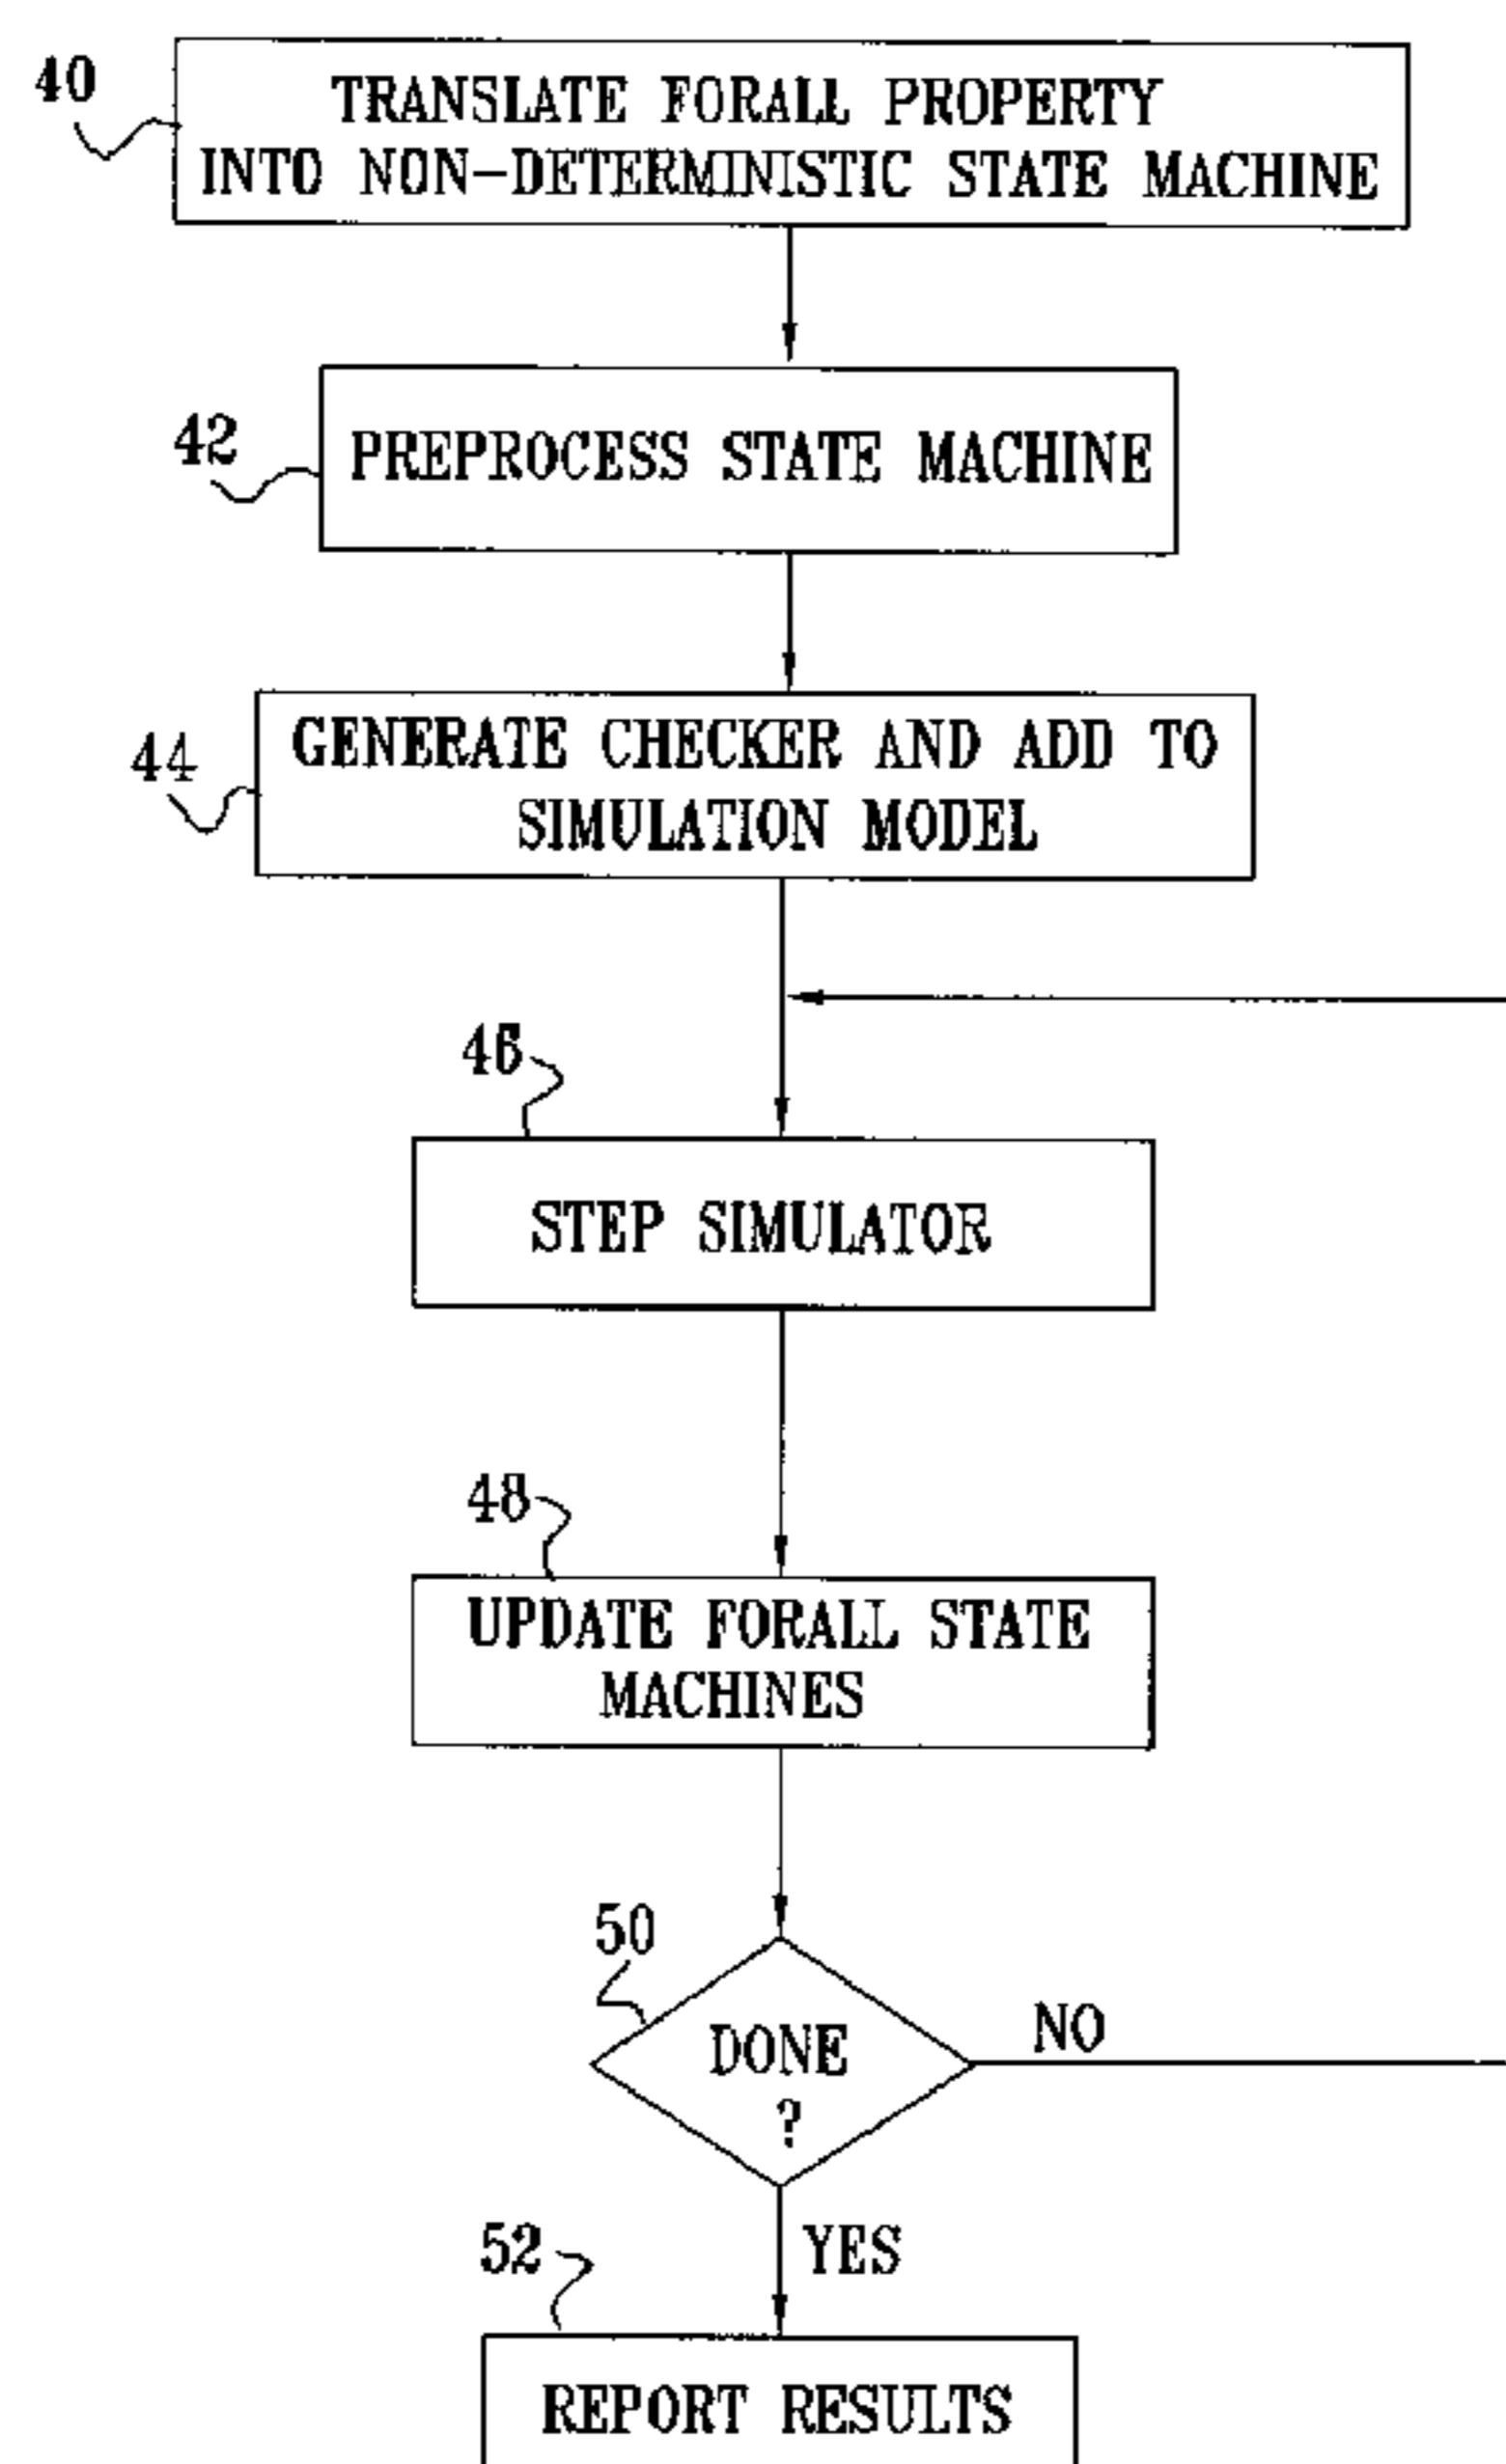 40
TRANSLATE FORALL PROPERTY
INTO NON-DETERMINISTIC STATE MACHINE
42
PREPROCESS STATE MACHINE
44
GENERATE CHECKER AND ADD TO
SIMULATION MODEL
46
STEP SIMULATOR
48
UPDATE FORALL STATE
MACHINES
50
DONE
?
NO
YES
52
REPORT RESULTS